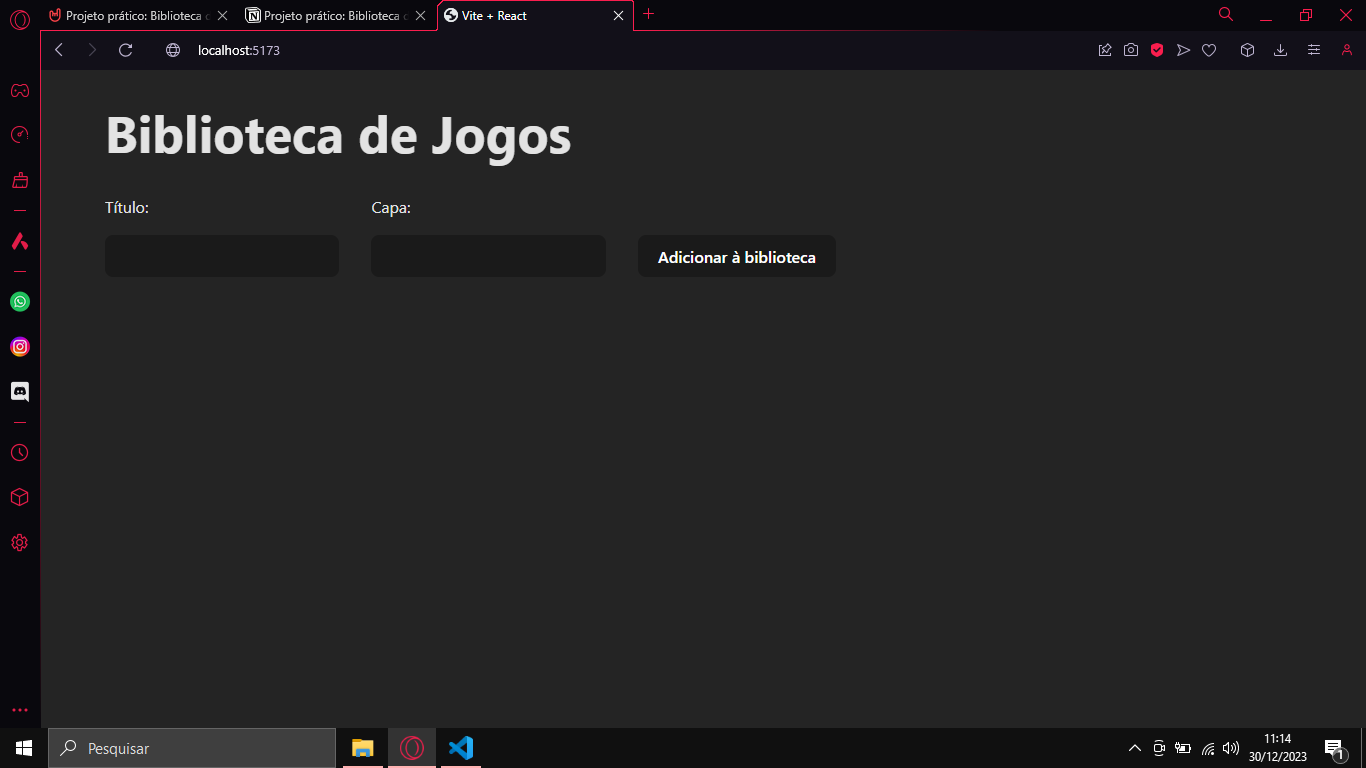 Projeto prático: Biblioteca
Projeto prático: Biblioteca
Vite + React
localhost:5173
Biblioteca de Jogos
Título:
Capa:
Adicionar à biblioteca
Pesquisar
11:14
30/12/2023
1